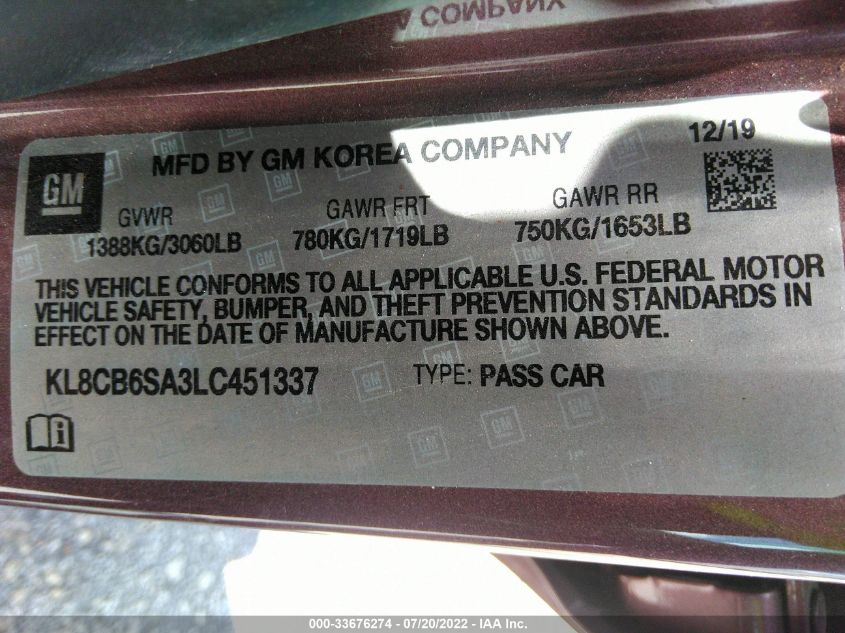 COMPANY
MFD BY GM KOREA COMPANY
12/19
GM
GVWR
1388KG/3060LB
GAWR FRT
780KG/1719LB
GAWR RR
750KG/1653LB
THIS VEHICLE CONFORMS TO ALL APPLICABLE U.S. FEDERAL MOTOR
VEHICLE SAFETY, BUMPER, AND THEFT PREVENTION STANDARDS IN
EFFECT ON THE DATE OF MANUFACTURE SHOWN ABOVE.
KL8CB6SA3LC451337
TYPE: PASS CAR
000-33676274 / 07/20/2022 - IAA Inc.